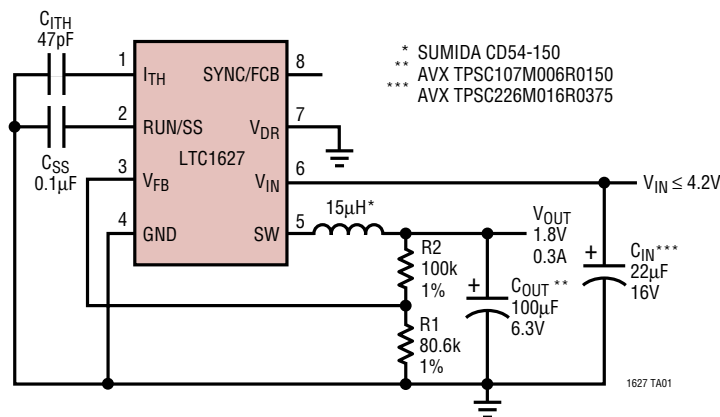 C_ITH
47pF
1
I_TH
SYNC/FCB
8
* SUMIDA CD54-150
** AVX TPSC107M006R0150
*** AVX TPSC226M016R0375
2
RUN/SS
V_DR
7
C_SS
0.1µF
LTC1627
3
V_FB
V_IN
6
V_IN ≤ 4.2V
4
GND
SW
5
15µH*
V_OUT
1.8V
0.3A
R2
100k
1%
+
C_OUT**
100µF
6.3V
+
C_IN***
22µF
16V
R1
80.6k
1%
1627 TA01